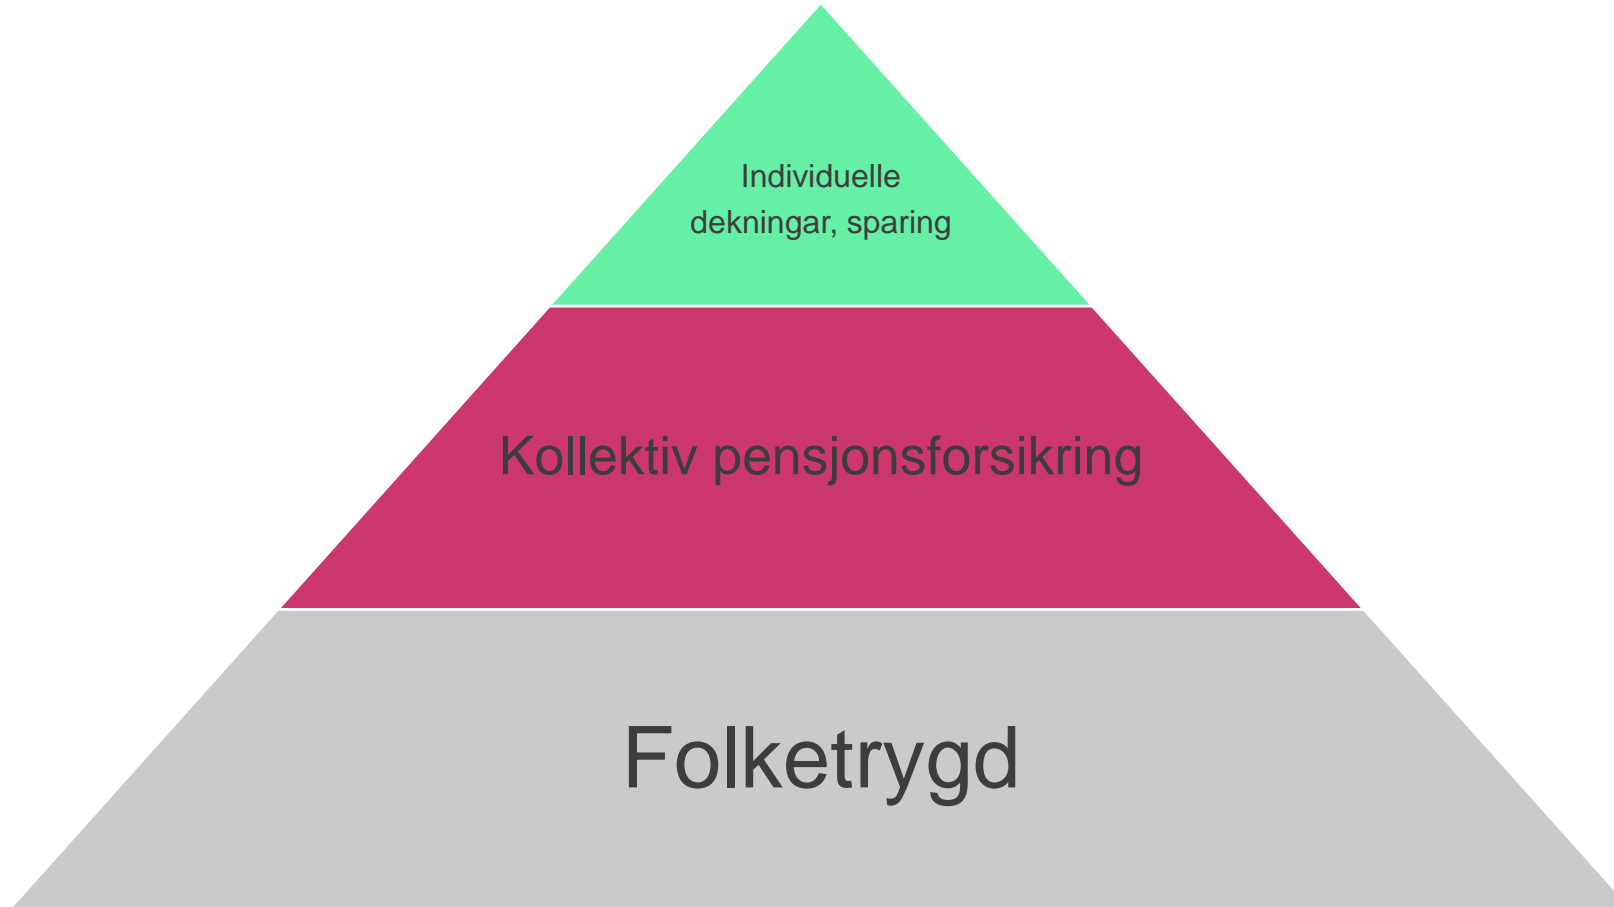 Individuelle
dekningar, sparing
Kollektiv pensjonsforsikring
Folketrygd